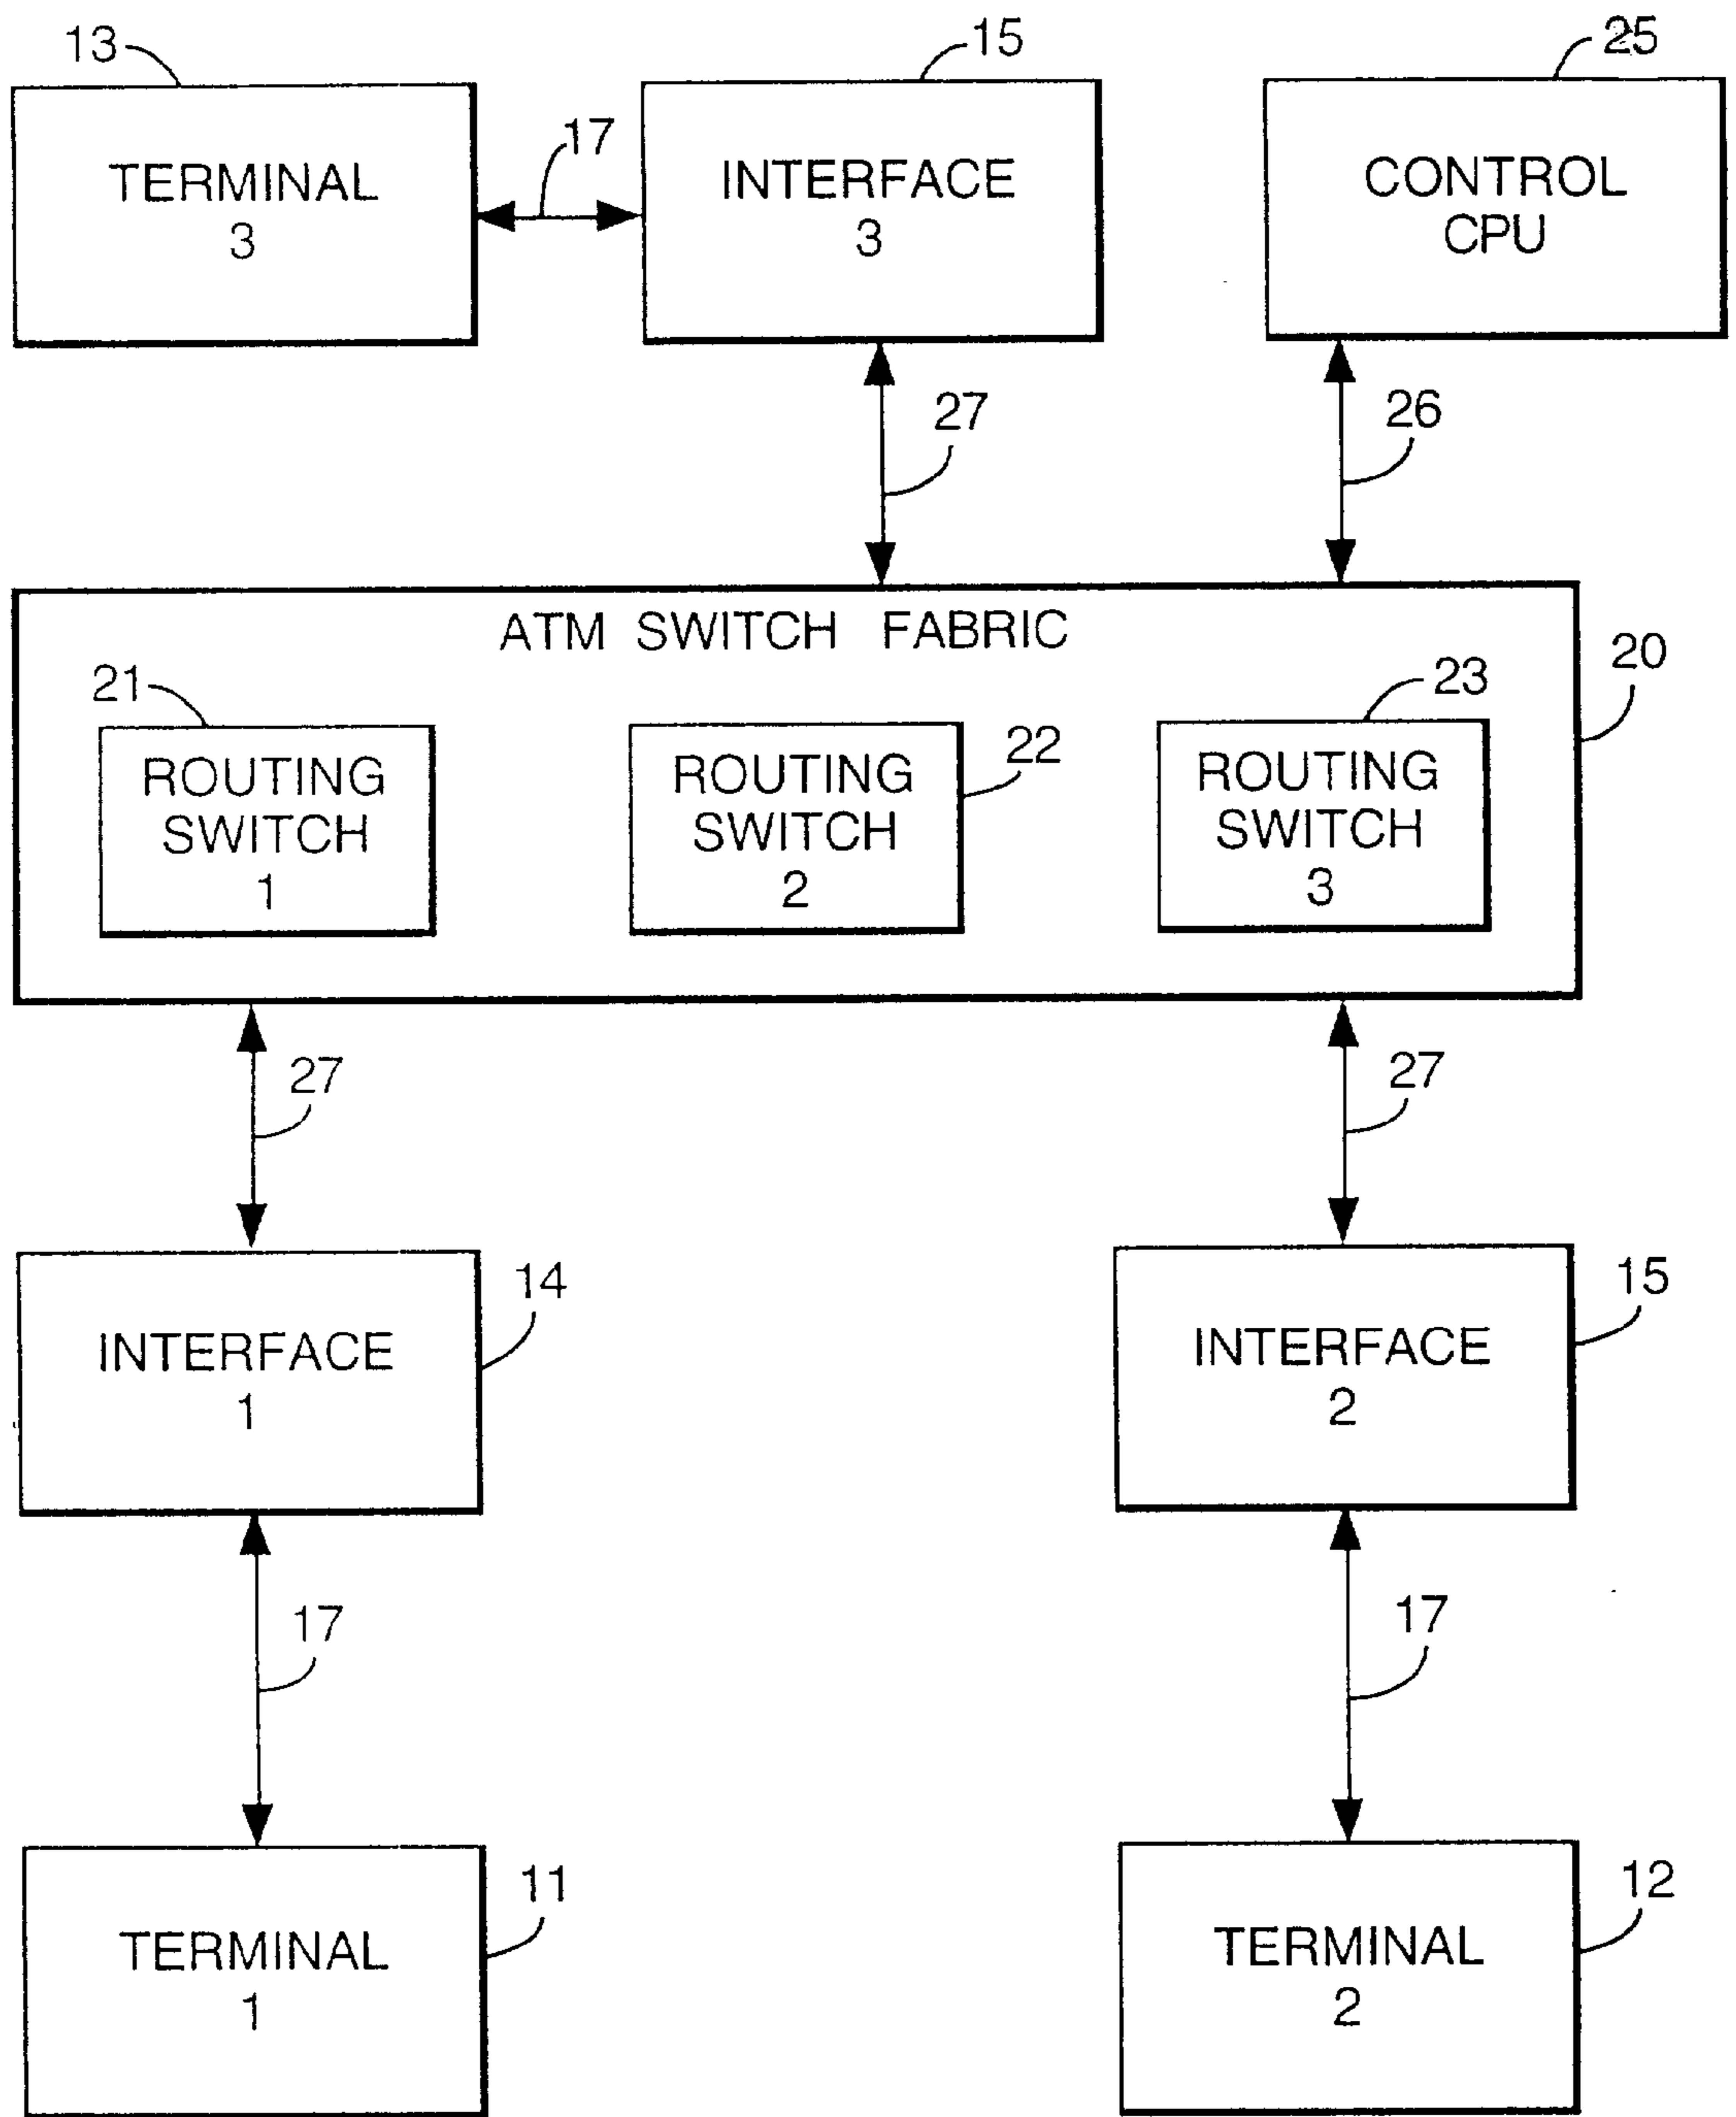 13
15
25
TERMINAL
3
17
INTERFACE
3
CONTROL
CPU
27
26
ATM SWITCH FABRIC
20
21
22
23
ROUTING
SWITCH
1
ROUTING
SWITCH
2
ROUTING
SWITCH
3
27
27
INTERFACE
1
14
INTERFACE
2
15
17
17
TERMINAL
1
11
TERMINAL
2
12